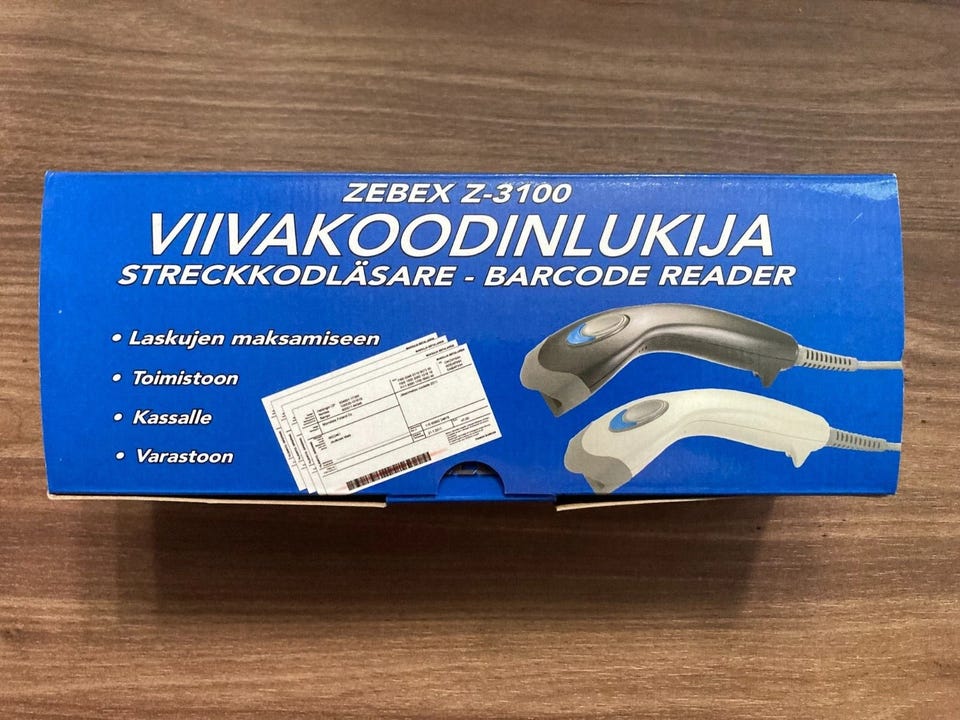 ZEBEX Z-3100
VIIVAKOODINLUKIJA
STRECKKODLÄSARE - BARCODE READER
• Laskujen maksamiseen
• Toimistoon
• Kassalle
• Varastoon